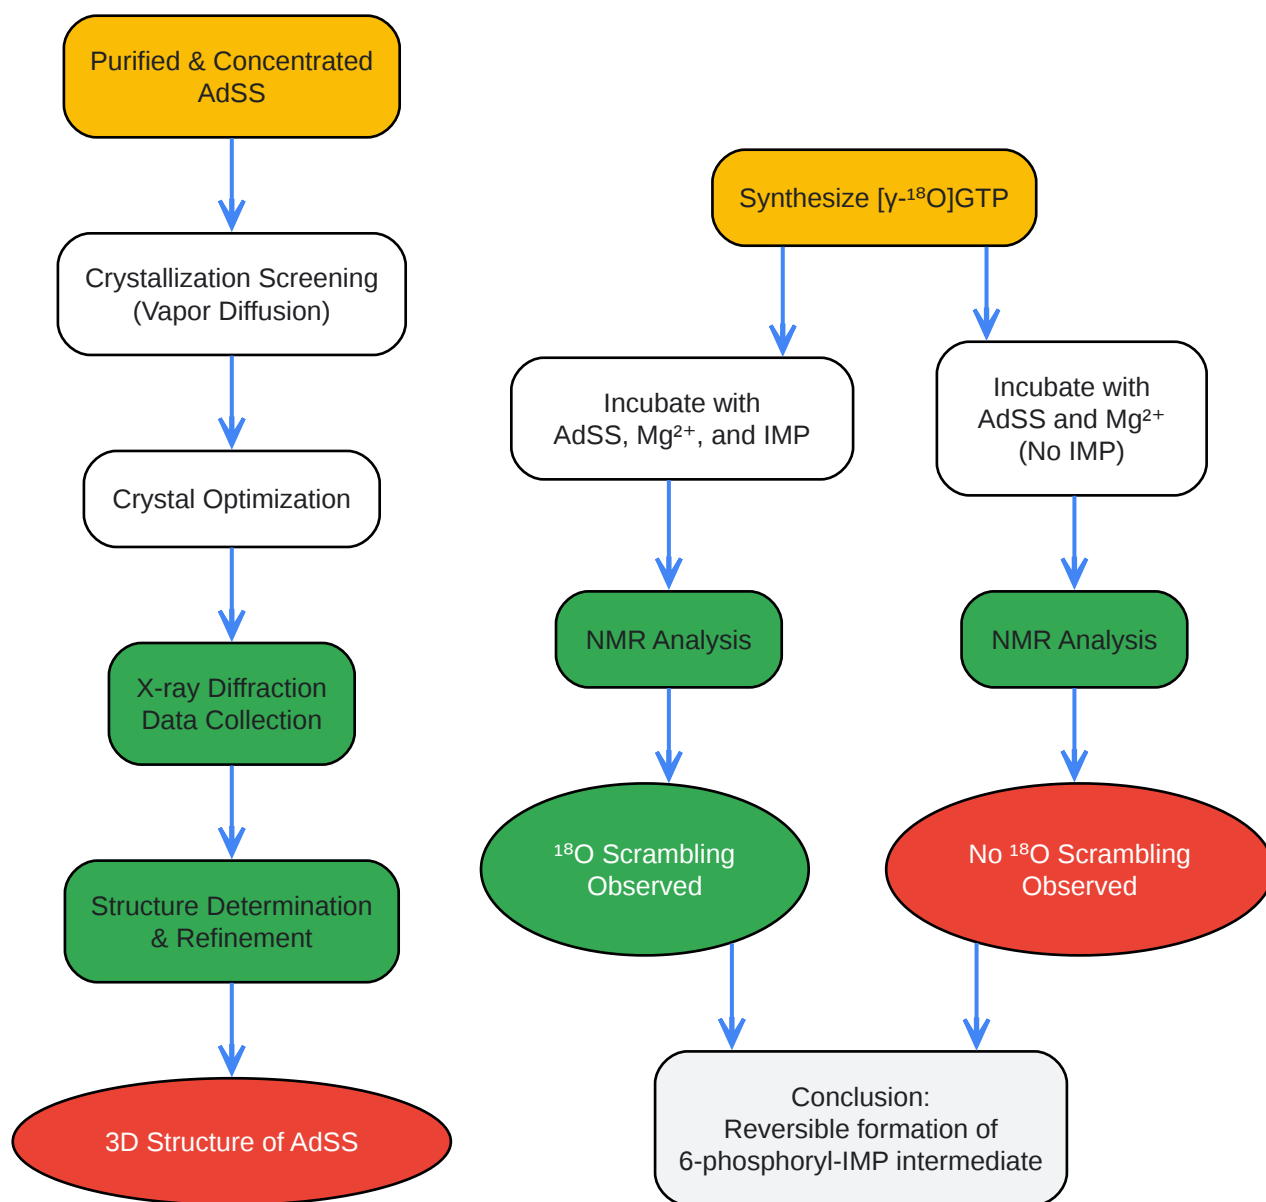 Purified & Concentrated
AdSS
Crystallization Screening
(Vapor Diffusion)
Crystal Optimization
X-ray Diffraction
Data Collection
Structure Determination
& Refinement
3D Structure of AdSS
Synthesize [γ-¹⁸O]GTP
Incubate with
AdSS, Mg²⁺, and IMP
NMR Analysis
¹⁸O Scrambling
Observed
Incubate with
AdSS and Mg²⁺
(No IMP)
NMR Analysis
No ¹⁸O Scrambling
Observed
Conclusion:
Reversible formation of
6-phosphoryl-IMP intermediate